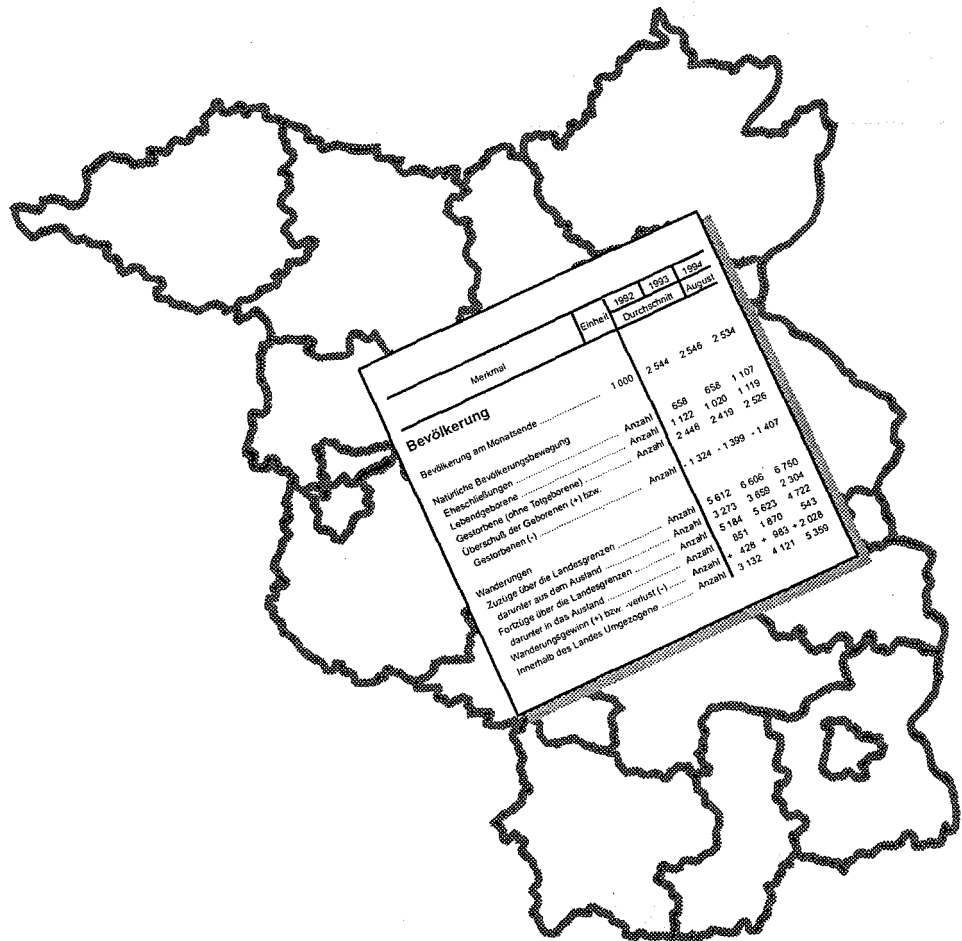 Merkmal Einheit 1992 1993 1994
Durchschnitt August
Bevölkerung
Bevölkerung am Monatsende ........ 1 000 2 544 2 546 2 534
Natürliche Bevölkerungsbewegung
Eheschließungen ........ Anzahl 658 658 1 107
Lebendgeborene ........ Anzahl 1 122 1 020 1 119
Gestorbene (ohne Totgeborene) ........ Anzahl 2 446 2 419 2 526
Überschuß der Geborenen (+) bzw.
Gestorbenen (-) ........ Anzahl - 1 324 - 1 399 - 1 407
Wanderungen
Zuzüge über die Landesgrenzen ........ Anzahl 5 612 6 606 6 750
darunter aus dem Ausland ........ Anzahl 3 273 3 659 2 304
Fortzüge über die Landesgrenzen ........ Anzahl 5 184 5 623 4 722
darunter in das Ausland ........ Anzahl 851 1 870 543
Wanderungsgewinn (+) bzw. -verlust (-) ........ Anzahl + 428 + 983 + 2 028
Innerhalb des Landes Umgezogene ........ Anzahl 3 132 4 121 5 359